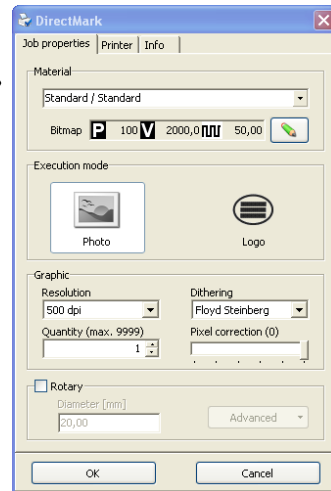 DirectMark
Job properties Printer Info
Material
Standard / Standard
Bitmap P 100 V 2000,0 50,00
Execution mode
Photo Logo
Graphic
Resolution Dithering
500 dpi Floyd Steinberg
Quantity (max. 9999) Pixel correction (0)
1
Rotary
Diameter [mm]
20,00 Advanced
OK Cancel